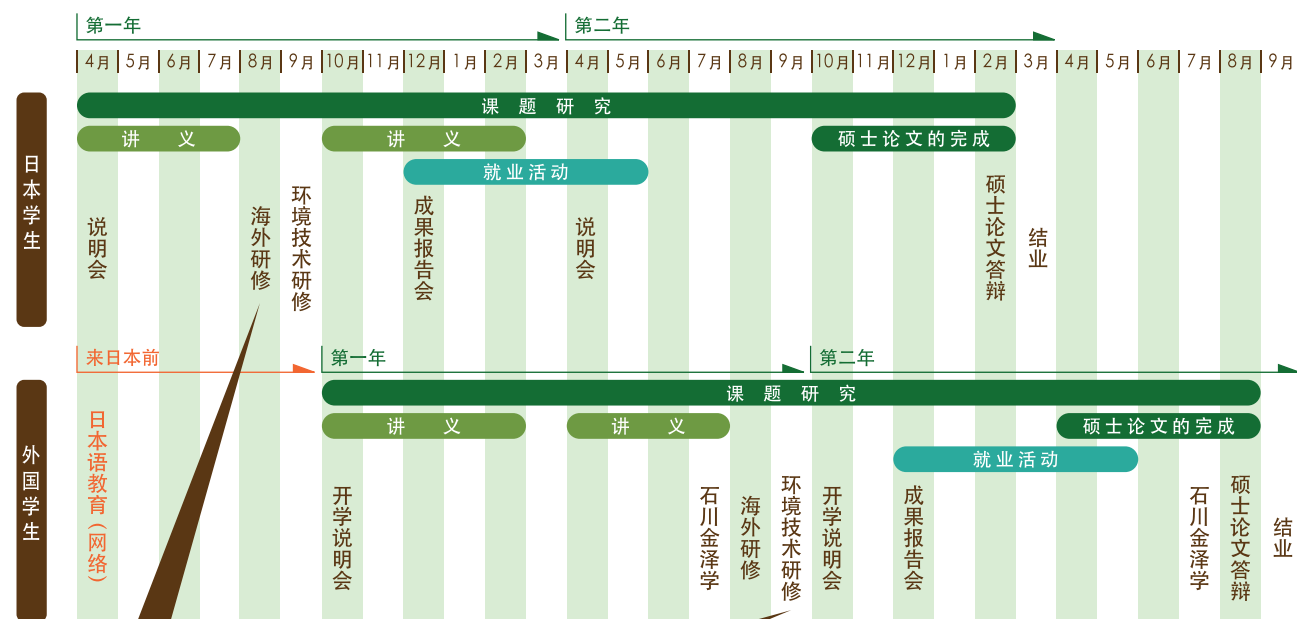 第一年
第二年
4月 5月 6月 7月 8月 9月 10月 11月 12月 1月 2月 3月 4月 5月 6月 7月 8月 9月 10月 11月 12月 1月 2月 3月 4月 5月 6月 7月 8月 9月
日本学生
课题研究
讲义
讲义
硕士论文的完成
就业活动
说明会
海外研修
环境技术研修
成果报告会
说明会
硕士论文答辩
结业
来日本前
第一年
第二年
外国学生
课题研究
讲义
讲义
硕士论文的完成
就业活动
日本语教育(网络)
开学说明会
石川金泽学
海外研修
环境技术研修
开学说明会
成果报告会
石川金泽学
硕士论文答辩
结业